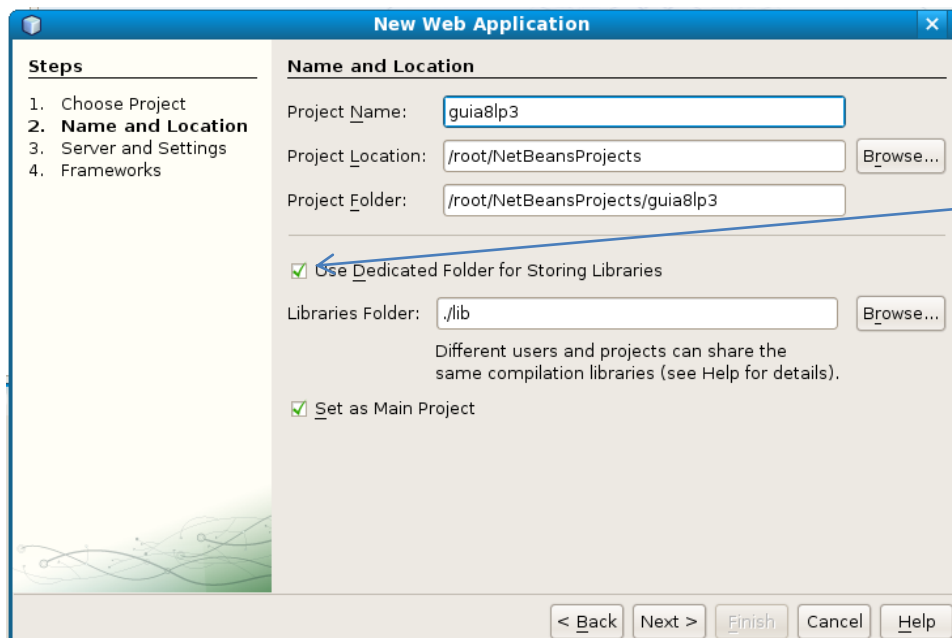 New Web Application
Steps
1. Choose Project
2. Name and Location
3. Server and Settings
4. Frameworks
Name and Location
Project Name: guia8lp3
Project Location: /root/NetBeansProjects Browse...
Project Folder: /root/NetBeansProjects/guia8lp3
Use Dedicated Folder for Storing Libraries
Libraries Folder: ./lib Browse...
Different users and projects can share the
same compilation libraries (see Help for details).
Set as Main Project
< Back Next > Finish Cancel Help